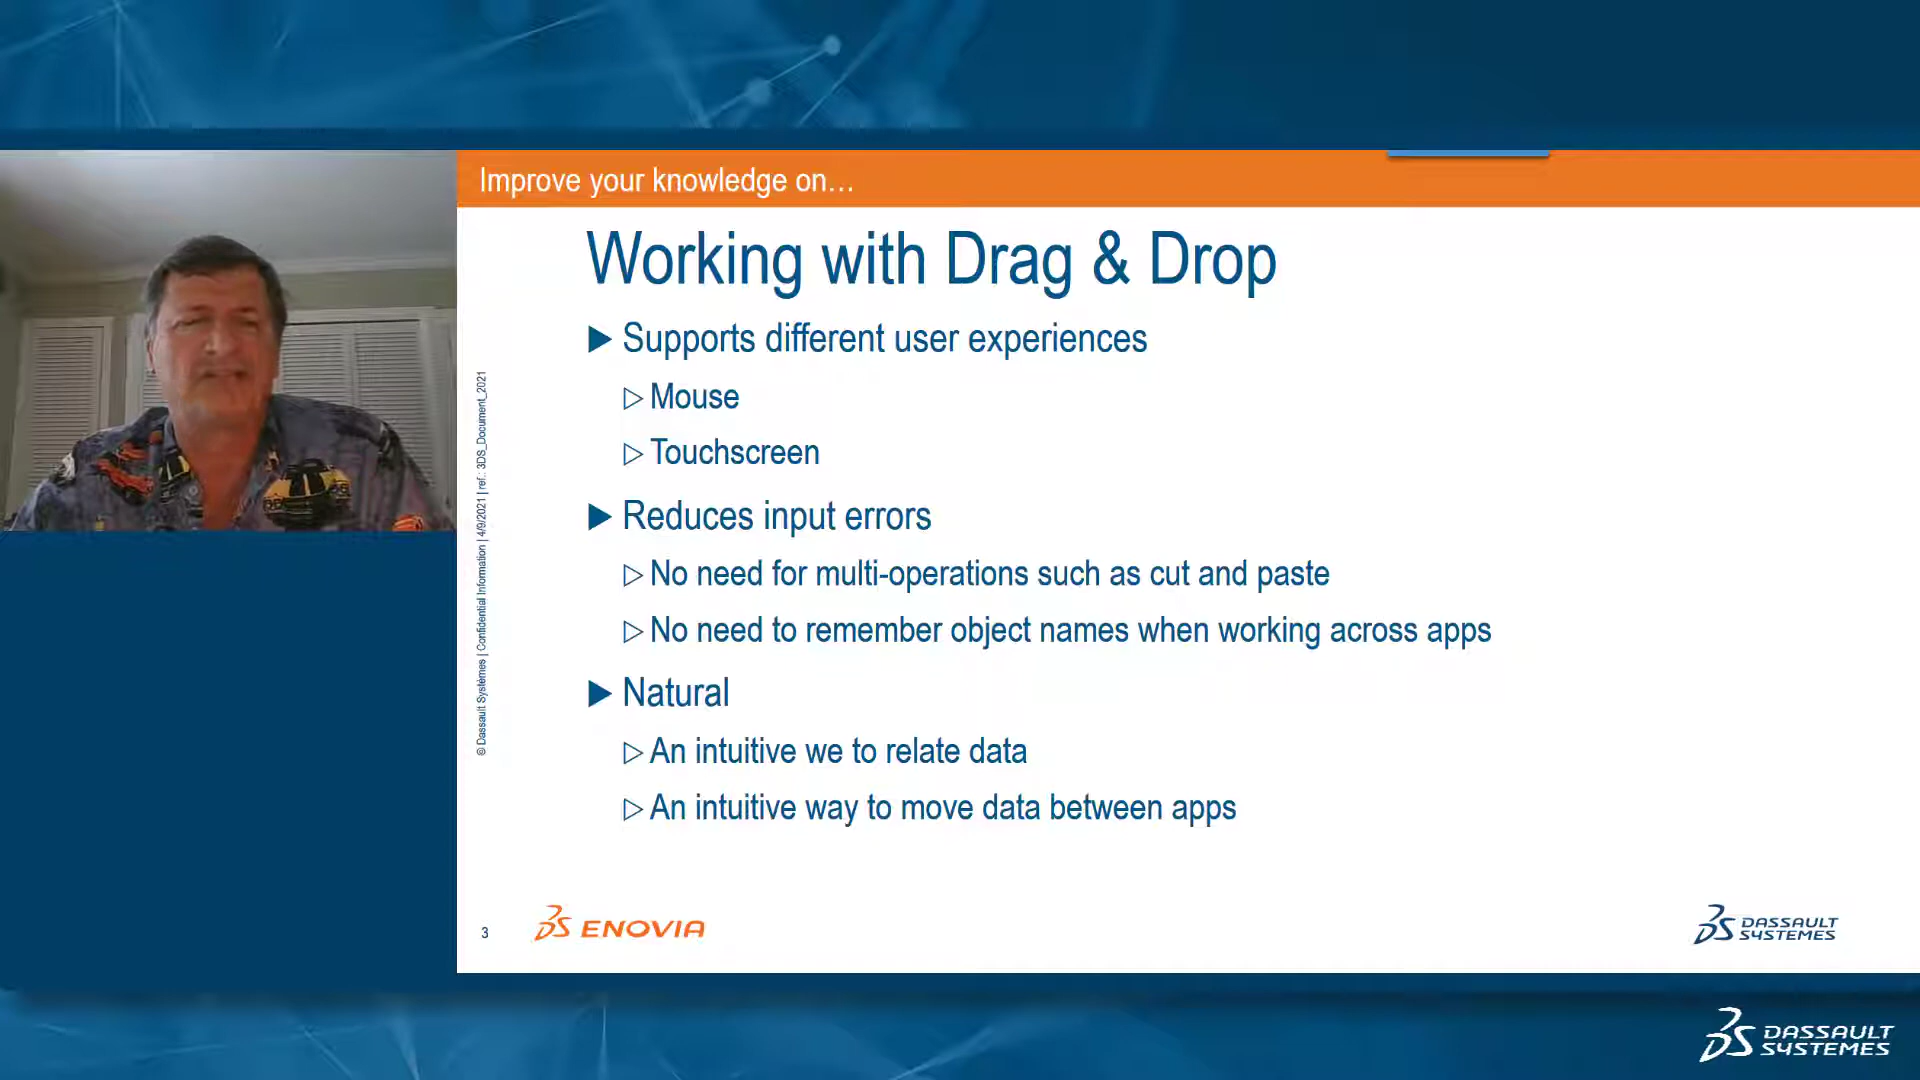 Improve your knowledge on…
Working with Drag & Drop
Supports different user experiences
Mouse
Touchscreen
Reduces input errors
No need for multi-operations such as cut and paste
No need to remember object names when working across apps
Natural
An intuitive we to relate data
An intuitive way to move data between apps
© Dassault Systèmes | Confidential Information | 4/9/2021 | ref.: 3DS_Document_2021
3
ENOVIA
DASSAULT
SYSTEMES
DASSAULT
SYSTEMES